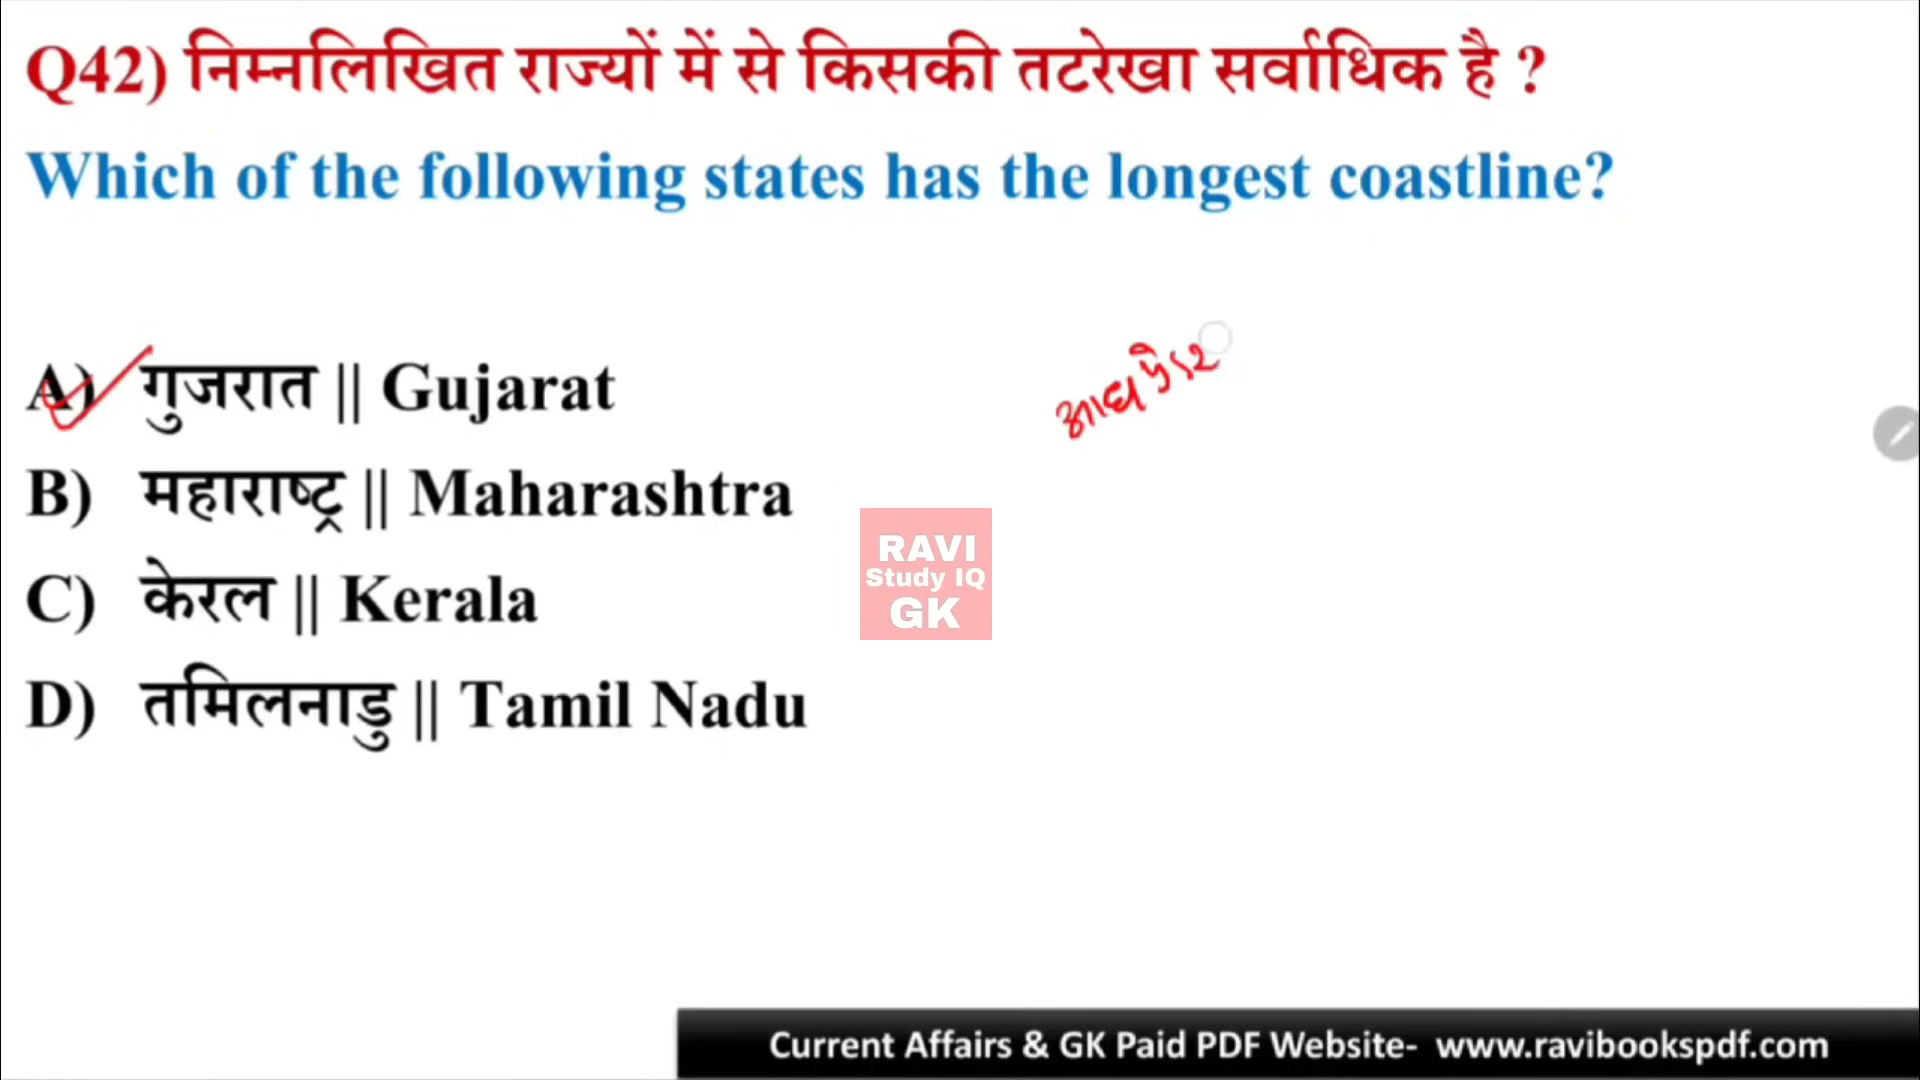 Q42) निम्नलिखित राज्यों में से किसकी तटरेखा सर्वाधिक है ?
Which of the following states has the longest coastline?
A) गुजरात || Gujarat
B) महाराष्ट्र || Maharashtra
C) केरल || Kerala
D) तमिलनाडु || Tamil Nadu
RAVI
Study IQ
GK
Current Affairs & GK Paid PDF Website- www.ravibookspdf.com